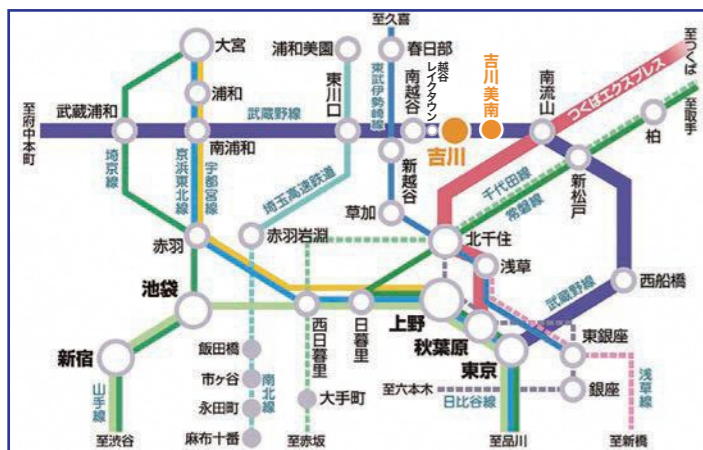 至久喜
大宮
浦和美園
春日部
越谷
レイクタウン
吉川美南
至つくば
浦和
東川口
東武伊勢崎線
南越谷
南流山
つくばエクスプレス
至取手
柏
至府中本町
武蔵浦和
武蔵野線
南浦和
吉川
埼京線
京浜東北線
宇都宮線
埼玉高速鉄道
新越谷
千代田線
常磐線
新松戸
草加
赤羽
赤羽岩淵
北千住
浅草
武蔵野線
西船橋
池袋
西日暮里
日暮里
上野
秋葉原
東京
東銀座
新宿
飯田橋
市ヶ谷
南北線
永田町
麻布十番
大手町
至六本木
日比谷線
銀座
浅草線
山手線
至渋谷
至赤坂
至品川
至新橋